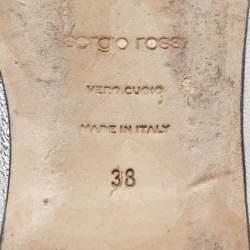 sergio rossi
VERO CUOIO
MADE IN ITALY
38